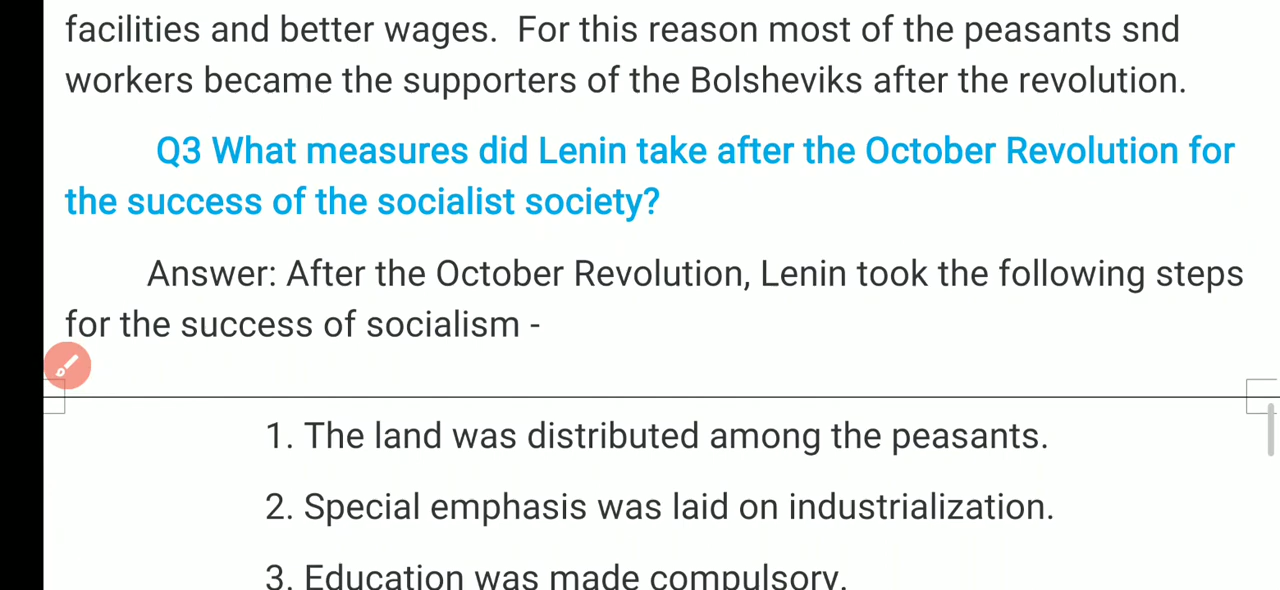 facilities and better wages.  For this reason most of the peasants snd
workers became the supporters of the Bolsheviks after the revolution.
Q3 What measures did Lenin take after the October Revolution for
the success of the socialist society?
Answer: After the October Revolution, Lenin took the following steps
for the success of socialism -
1. The land was distributed among the peasants.
2. Special emphasis was laid on industrialization.
3. Education was made compulsory.